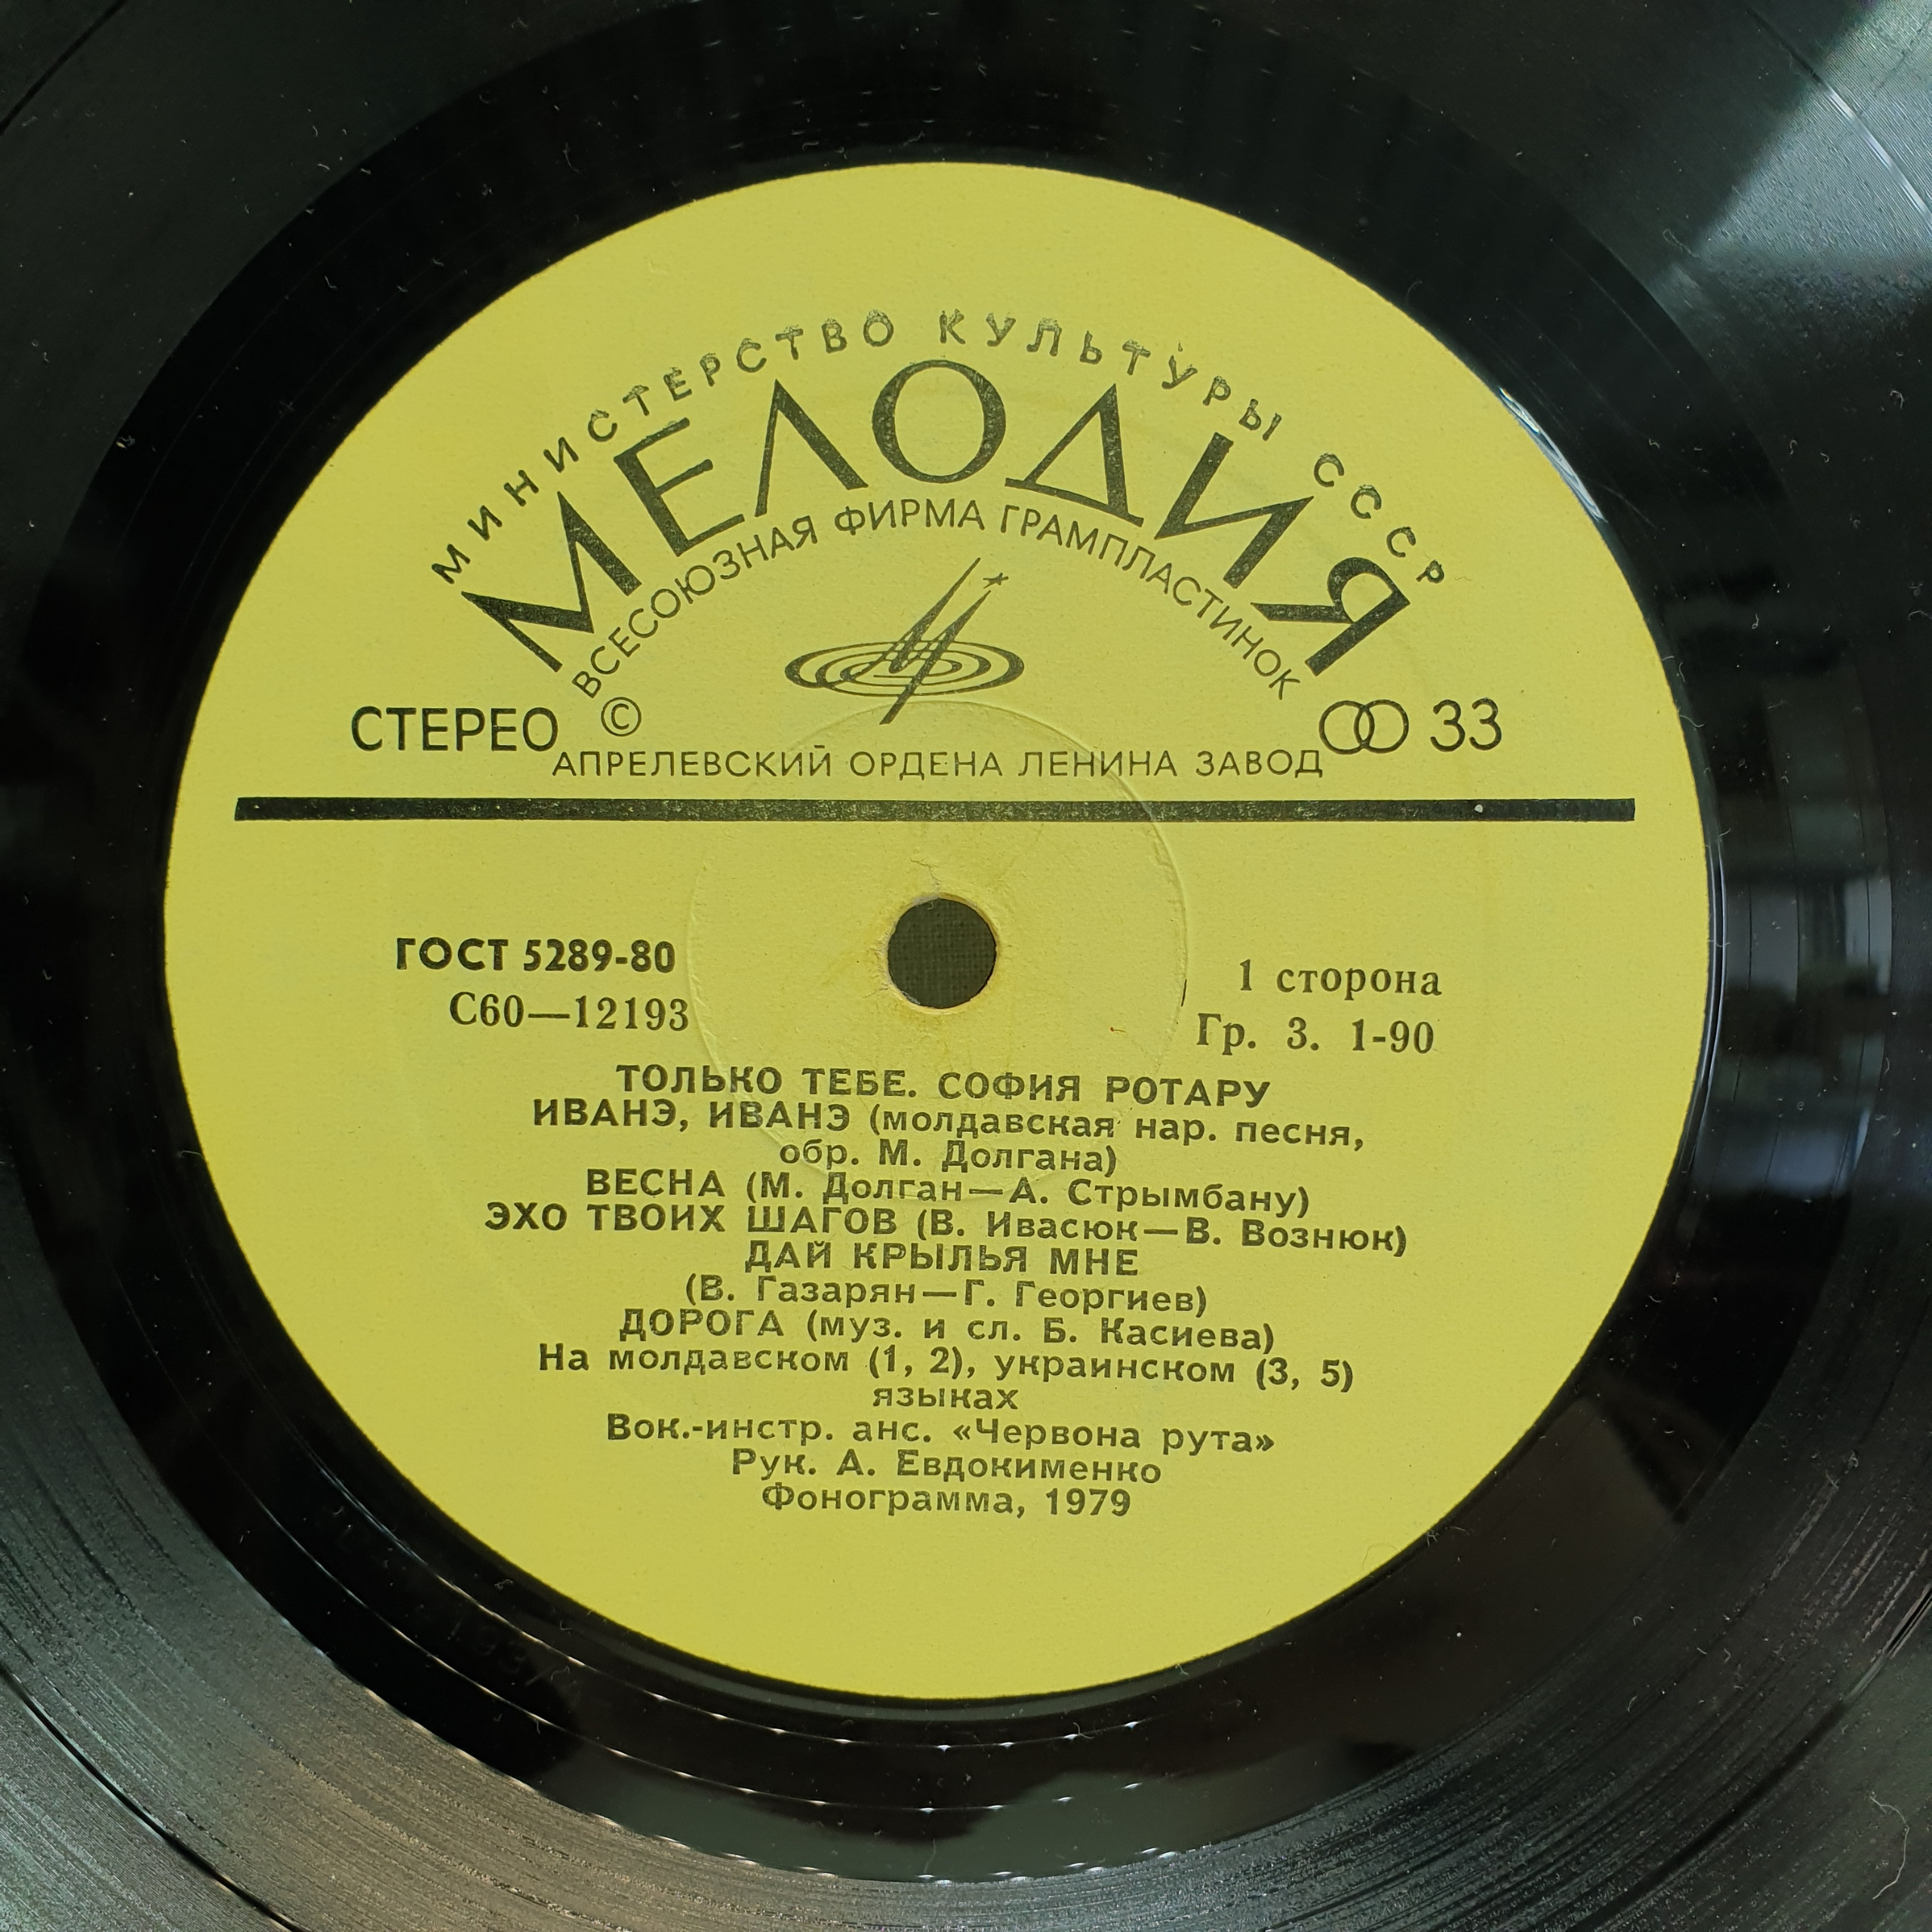 МИНИСТЕРСТВО КУЛЬТУРЫ СССР
МЕЛОДИЯ
ВСЕСОЮЗНАЯ ФИРМА ГРАМПЛАСТИНОК
СТЕРЕО © 33
АПРЕЛЕВСКИЙ ОРДЕНА ЛЕНИНА ЗАВОД
ГОСТ 5289-80
С60—12193
1 сторона
Гр. 3. 1-90
ТОЛЬКО ТЕБЕ. СОФИЯ РОТАРУ
ИВАНЭ, ИВАНЭ (молдавская нар. песня,
обр. М. Долгана)
ВЕСНА (М. Долган—А. Стрымбану)
ЭХО ТВОИХ ШАГОВ (В. Ивасюк—В. Вознюк)
ДАЙ КРЫЛЬЯ МНЕ
(В. Газарян—Г. Георгиев)
ДОРОГА (муз. и сл. Б. Касиева)
На молдавском (1, 2), украинском (3, 5)
языках
Вок.-инстр. анс. «Червона рута»
Рук. А. Евдокименко
Фонограмма, 1979